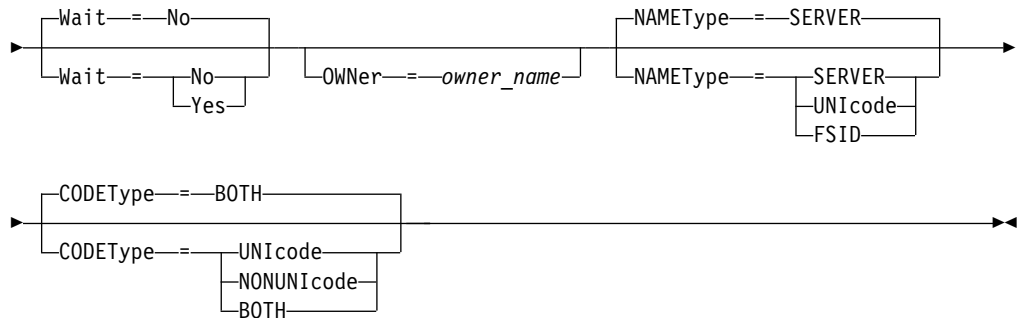 Wait = No NAMEType = SERVER
Wait = No OWNer = owner_name NAMEType = SERVER
Yes UNIcode
FSID
CODEType = BOTH
CODEType = UNIcode
NONUNIcode
BOTH